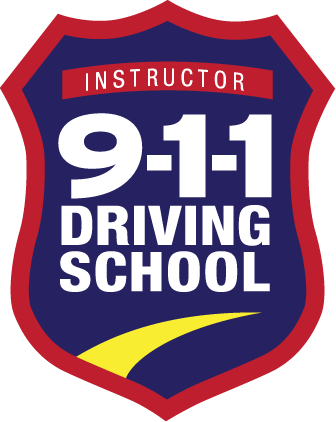 INSTRUCTOR
9-1-1
DRIVING
SCHOOL